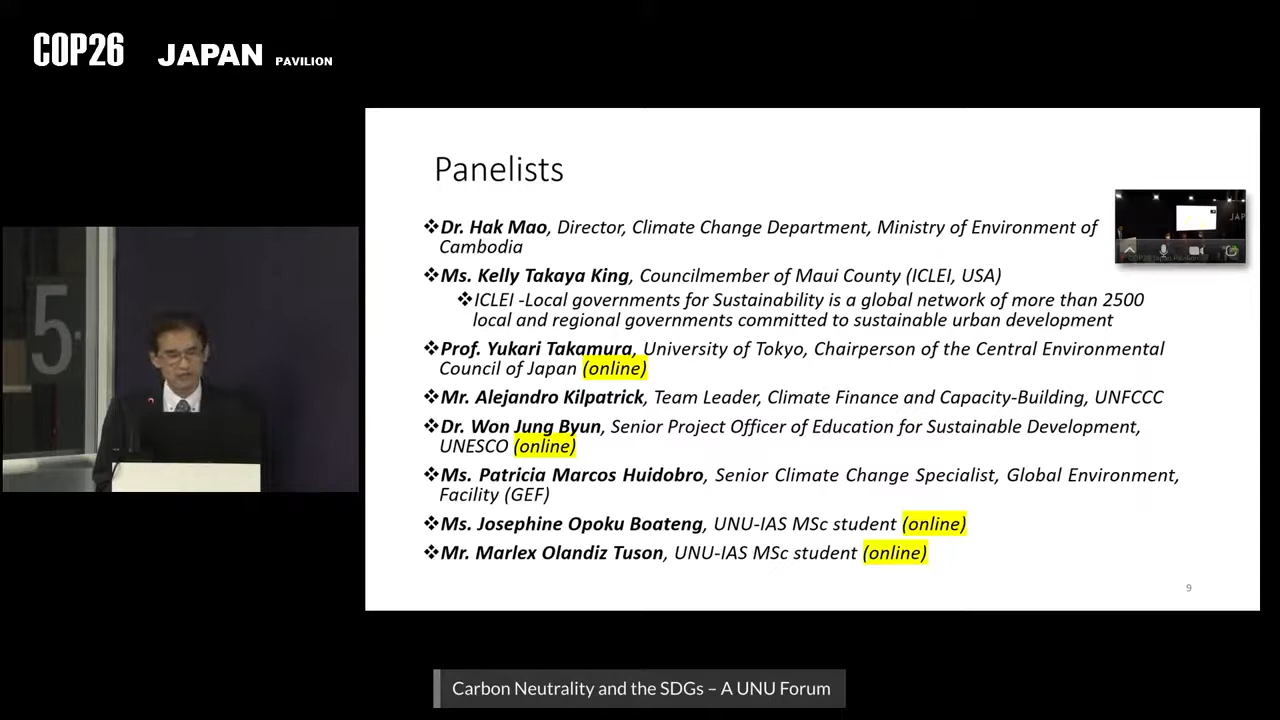 COP26 JAPAN PAVILION
5.
Panelists
❖Dr. Hak Mao, Director, Climate Change Department, Ministry of Environment of
Cambodia
❖Ms. Kelly Takaya King, Councilmember of Maui County (ICLEI, USA)
❖ICLEI -Local governments for Sustainability is a global network of more than 2500
local and regional governments committed to sustainable urban development
❖Prof. Yukari Takamura, University of Tokyo, Chairperson of the Central Environmental
Council of Japan (online)
❖Mr. Alejandro Kilpatrick, Team Leader, Climate Finance and Capacity-Building, UNFCCC
❖Dr. Won Jung Byun, Senior Project Officer of Education for Sustainable Development,
UNESCO (online)
❖Ms. Patricia Marcos Huidobro, Senior Climate Change Specialist, Global Environment,
Facility (GEF)
❖Ms. Josephine Opoku Boateng, UNU-IAS MSc student (online)
❖Mr. Marlex Olandiz Tuson, UNU-IAS MSc student (online)
9
Carbon Neutrality and the SDGs – A UNU Forum